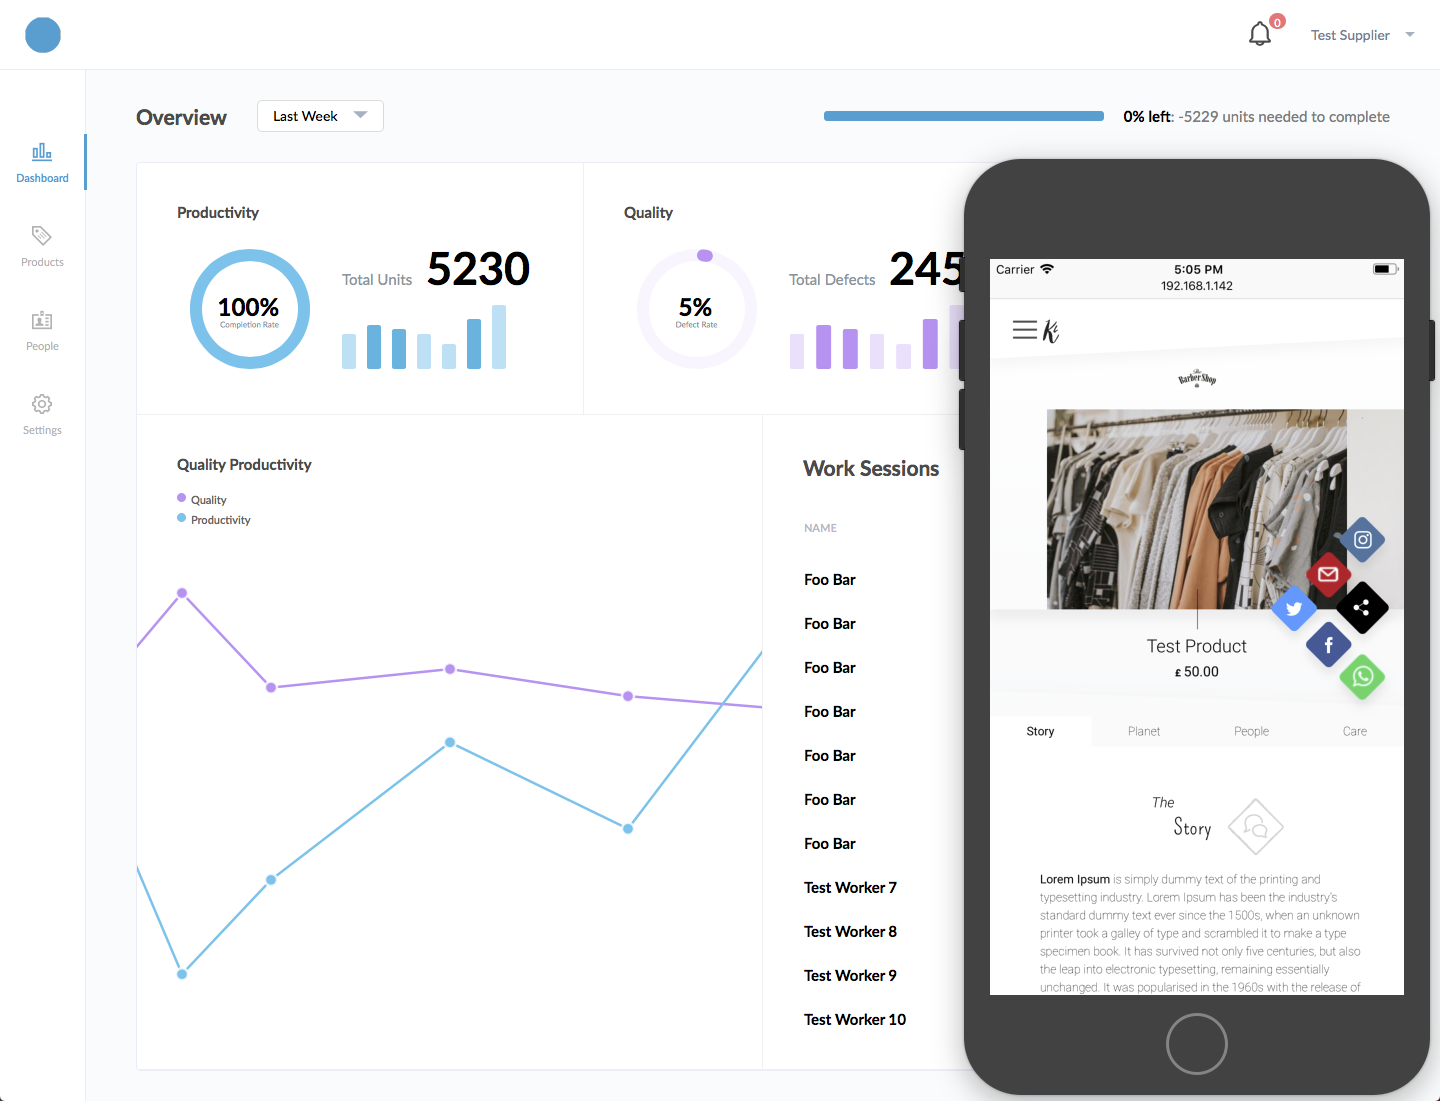 0
Test Supplier
Overview
Last Week
0% left: -5229 units needed to complete
Dashboard
Products
People
Settings
Productivity
100%
Completion Rate
Total Units 5230
Quality
5%
Defect Rate
Total Defects 245
Quality Productivity
Quality
Productivity
Work Sessions
NAME
Foo Bar
Foo Bar
Foo Bar
Foo Bar
Foo Bar
Foo Bar
Foo Bar
Test Worker 7
Test Worker 8
Test Worker 9
Test Worker 10
Carrier
5:05 PM
192.168.1.142
Ki
The
BarberShop
Test Product
£ 50.00
Story
Planet
People
Care
The
Story
Lorem Ipsum is simply dummy text of the printing and
typesetting industry. Lorem Ipsum has been the industry's
standard dummy text ever since the 1500s, when an unknown
printer took a galley of type and scrambled it to make a type
specimen book. It has survived not only five centuries, but also
the leap into electronic typesetting, remaining essentially
unchanged. It was popularised in the 1960s with the release of